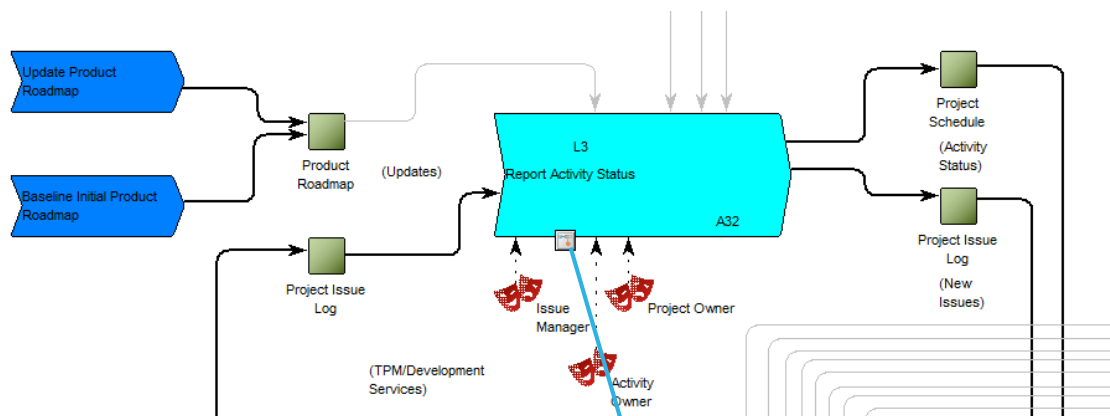 Update Product
Roadmap
Baseline Initial Product
Roadmap
Product
Roadmap
(Updates)
Project Issue
Log
(TPM/Development
Services)
L3
Report Activity Status
A32
Issue
Manager
Project Owner
Activity
Owner
Project
Schedule
(Activity
Status)
Project Issue
Log
(New
Issues)